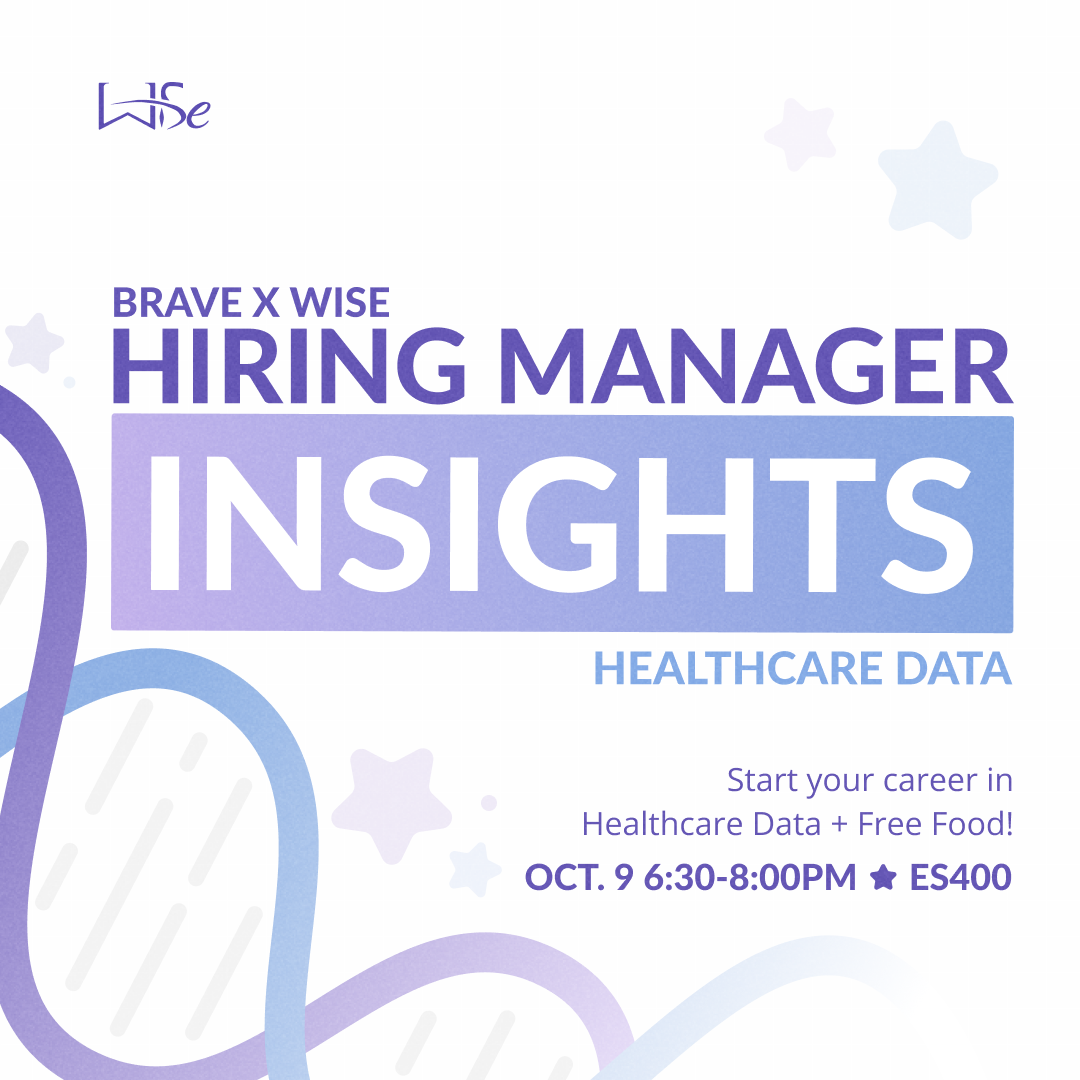 WiSe
BRAVE X WISE
HIRING MANAGER
INSIGHTS
HEALTHCARE DATA
Start your career in
Healthcare Data + Free Food!
OCT. 9 6:30-8:00PM ★ ES400